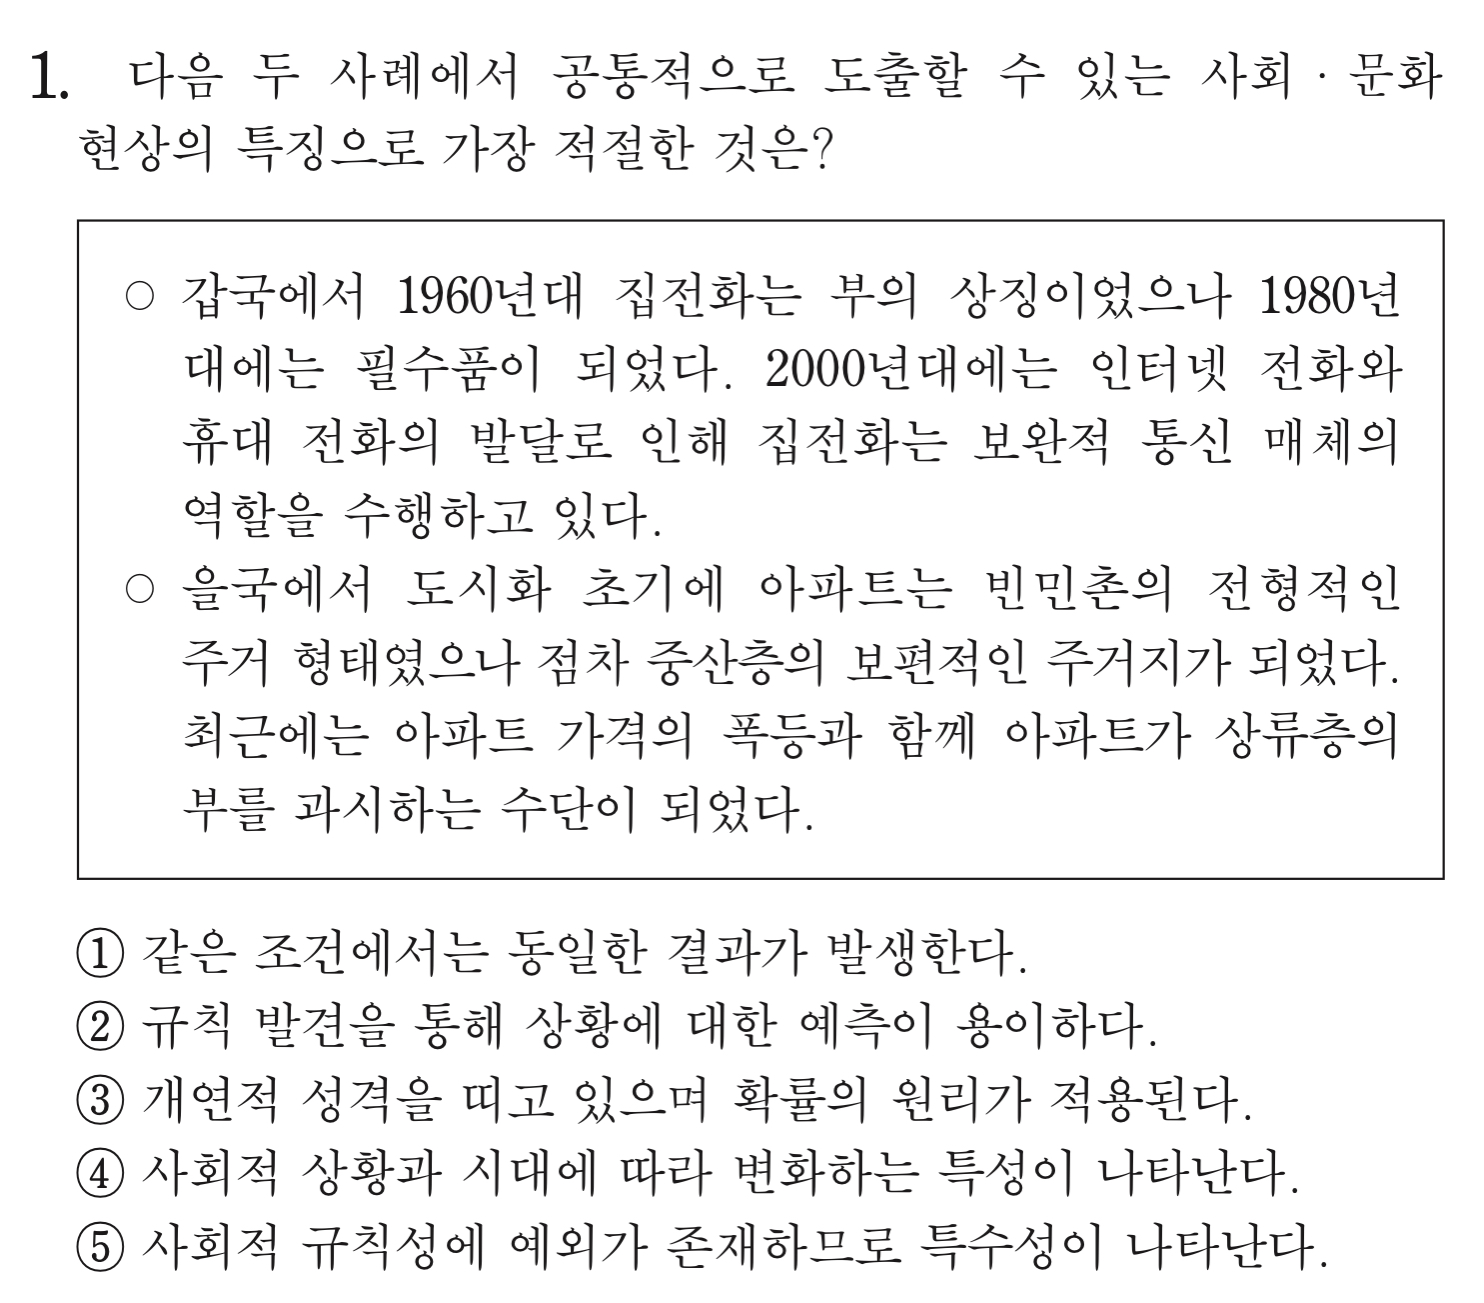 1. 다음 두 사례에서 공통적으로 도출할 수 있는 사회 · 문화
현상의 특징으로 가장 적절한 것은?
○ 갑국에서 1960년대 집전화는 부의 상징이었으나 1980년
대에는 필수품이 되었다. 2000년대에는 인터넷 전화와
휴대 전화의 발달로 인해 집전화는 보완적 통신 매체의
역할을 수행하고 있다.
○ 을국에서 도시화 초기에 아파트는 빈민촌의 전형적인
주거 형태였으나 점차 중산층의 보편적인 주거지가 되었다.
최근에는 아파트 가격의 폭등과 함께 아파트가 상류층의
부를 과시하는 수단이 되었다.
① 같은 조건에서는 동일한 결과가 발생한다.
② 규칙 발견을 통해 상황에 대한 예측이 용이하다.
③ 개연적 성격을 띠고 있으며 확률의 원리가 적용된다.
④ 사회적 상황과 시대에 따라 변화하는 특성이 나타난다.
⑤ 사회적 규칙성에 예외가 존재하므로 특수성이 나타난다.